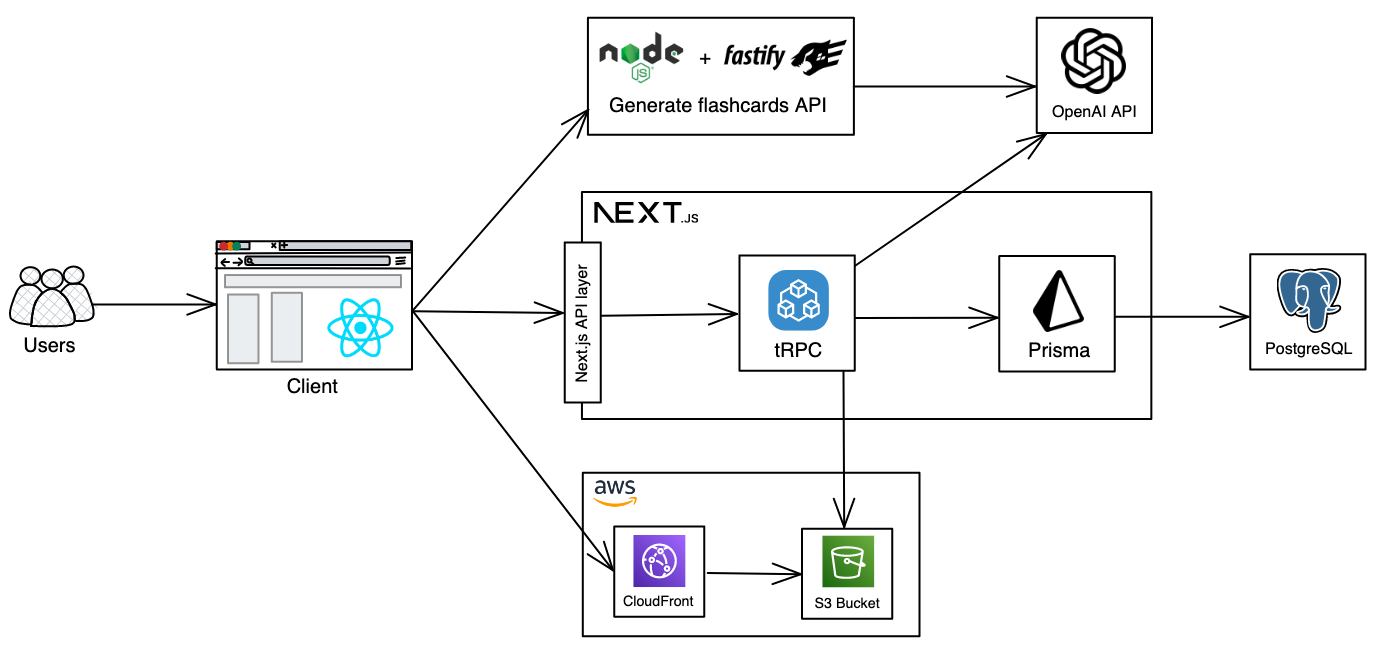 node
JS
+
fastify
Generate flashcards API
OpenAI API
NEXT.JS
Users
Client
Next.js API layer
tRPC
Prisma
PostgreSQL
aws
CloudFront
S3 Bucket